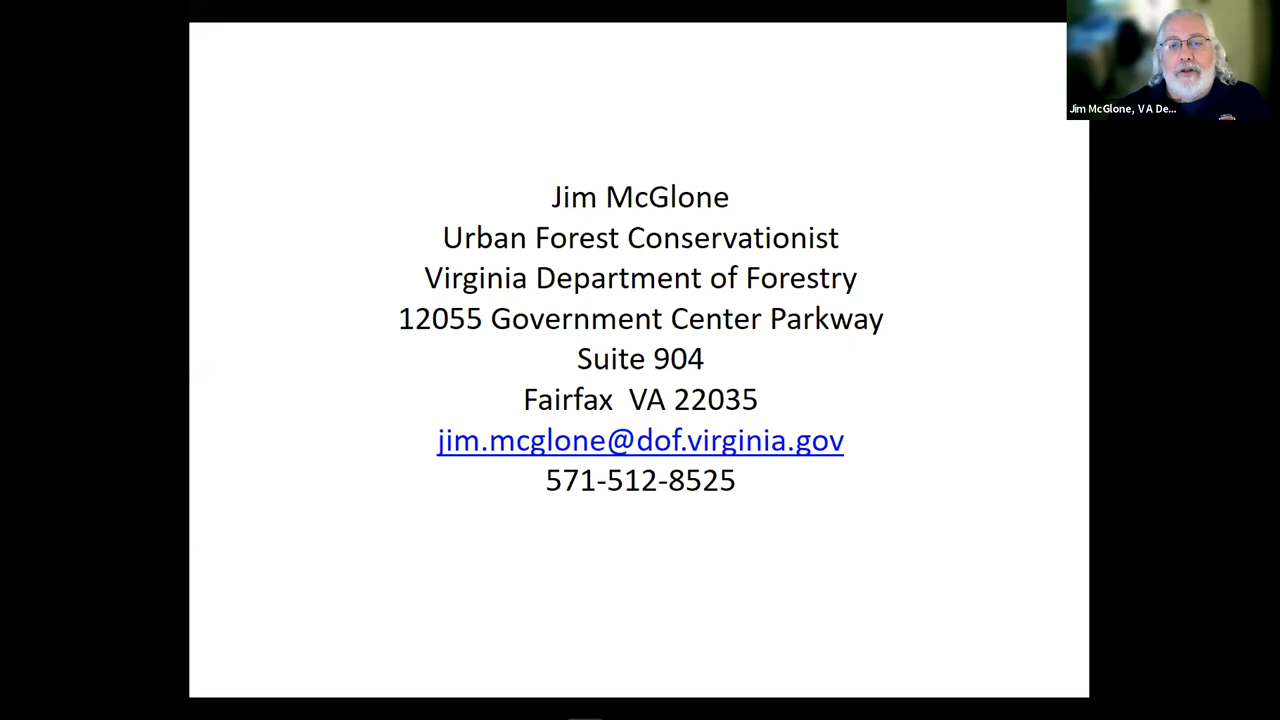 Jim McGlone
Urban Forest Conservationist
Virginia Department of Forestry
12055 Government Center Parkway
Suite 904
Fairfax  VA 22035
jim.mcglone@dof.virginia.gov
571-512-8525
Jim McGlone, VA De...